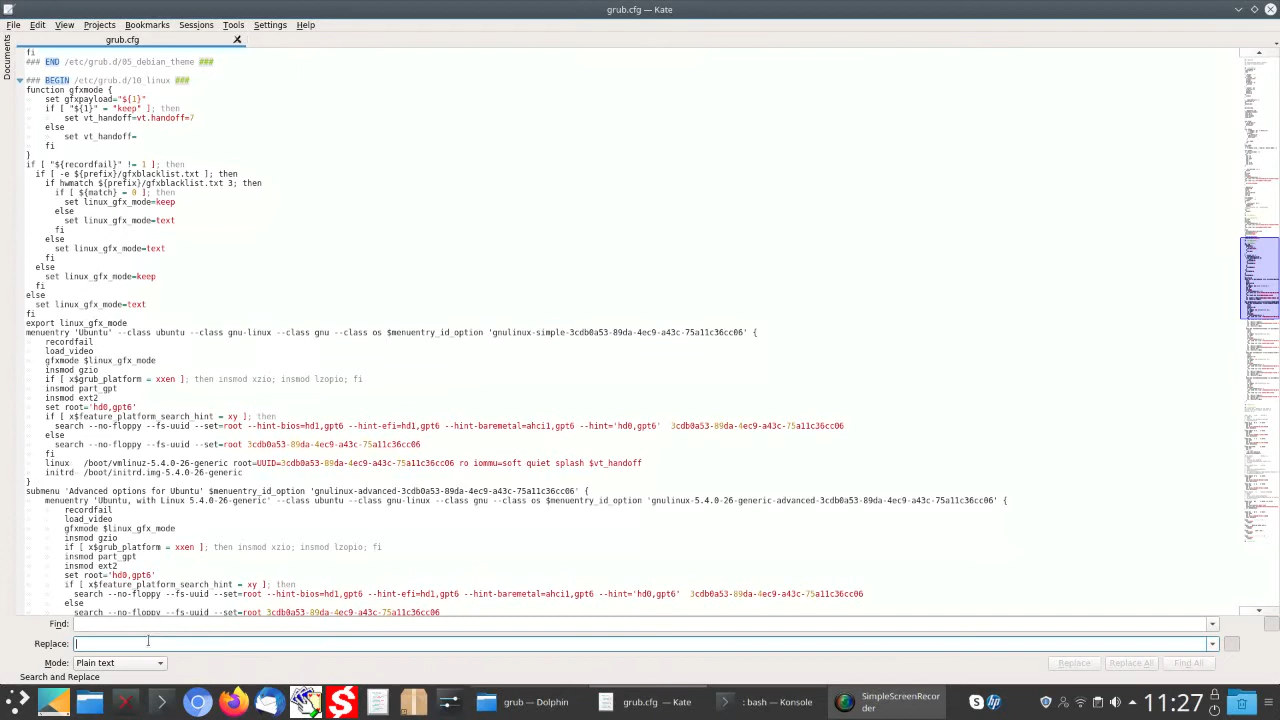 grub.cfg — Kate
File Edit View Projects Bookmarks Sessions Tools Settings Help
Documents
grub.cfg
fi
### END /etc/grub.d/05_debian_theme ###
### BEGIN /etc/grub.d/10_linux ###
function gfxmode {
set gfxpayload="${1}"
if [ "${1}" = "keep" ]; then
set vt_handoff=vt.handoff=7
else
set vt_handoff=
fi
}
if [ "${recordfail}" != 1 ]; then
if [ -e ${prefix}/gfxblacklist.txt ]; then
if hwmatch ${prefix}/gfxblacklist.txt 3; then
if [ ${match} = 0 ]; then
set linux_gfx_mode=keep
else
set linux_gfx_mode=text
fi
else
set linux_gfx_mode=text
fi
else
set linux_gfx_mode=keep
fi
else
set linux_gfx_mode=text
fi
export linux_gfx_mode
menuentry 'Ubuntu' --class ubuntu --class gnu-linux --class gnu --class os $menuentry_id_option 'gnulinux-simple-3cdb0a53-89da-4ec9-a43c-75a11c36cc06' {
recordfail
load_video
gfxmode $linux_gfx_mode
insmod gzio
if [ x$grub_platform = xxen ]; then insmod xzio; insmod lzopio; fi
insmod part_gpt
insmod ext2
set root='hd0,gpt6'
if [ x$feature_platform_search_hint = xy ]; then
search --no-floppy --fs-uuid --set=root --hint-bios=hd1,gpt6 --hint-efi=hd1,gpt6 --hint-baremetal=ahci1,gpt6 --hint='hd0,gpt6' 3cdb0a53-89da-4ec9-a43c-75a11c36cc06
else
search --no-floppy --fs-uuid --set=root 3cdb0a53-89da-4ec9-a43c-75a11c36cc06
fi
linux /boot/vmlinuz-5.4.0-26-generic root=UUID=3cdb0a53-89da-4ec9-a43c-75a11c36cc06 ro quiet splash $vt_handoff
initrd /boot/initrd.img-5.4.0-26-generic
}
submenu 'Advanced options for Ubuntu' $menuentry_id_option 'gnulinux-advanced-3cdb0a53-89da-4ec9-a43c-75a11c36cc06' {
menuentry 'Ubuntu, with Linux 5.4.0-26-generic' --class ubuntu --class gnu-linux --class gnu --class os $menuentry_id_option 'gnulinux-5.4.0-26-generic-advanced-3cdb0a53-89da-4ec9-a43c-75a11c36cc06' {
recordfail
load_video
gfxmode $linux_gfx_mode
insmod gzio
if [ x$grub_platform = xxen ]; then insmod xzio; insmod lzopio; fi
insmod part_gpt
insmod ext2
set root='hd0,gpt6'
if [ x$feature_platform_search_hint = xy ]; then
search --no-floppy --fs-uuid --set=root --hint-bios=hd1,gpt6 --hint-efi=hd1,gpt6 --hint-baremetal=ahci1,gpt6 --hint='hd0,gpt6' 3cdb0a53-89da-4ec9-a43c-75a11c36cc06
else
search --no-floppy --fs-uuid --set=root 3cdb0a53-89da-4ec9-a43c-75a11c36cc06
Find:
Replace:
Mode: Plain text Replace Replace All Find All
Search and Replace
grub — Dolphin grub.cfg — Kate : bash — Konsole SimpleScreenRecorder 11:27